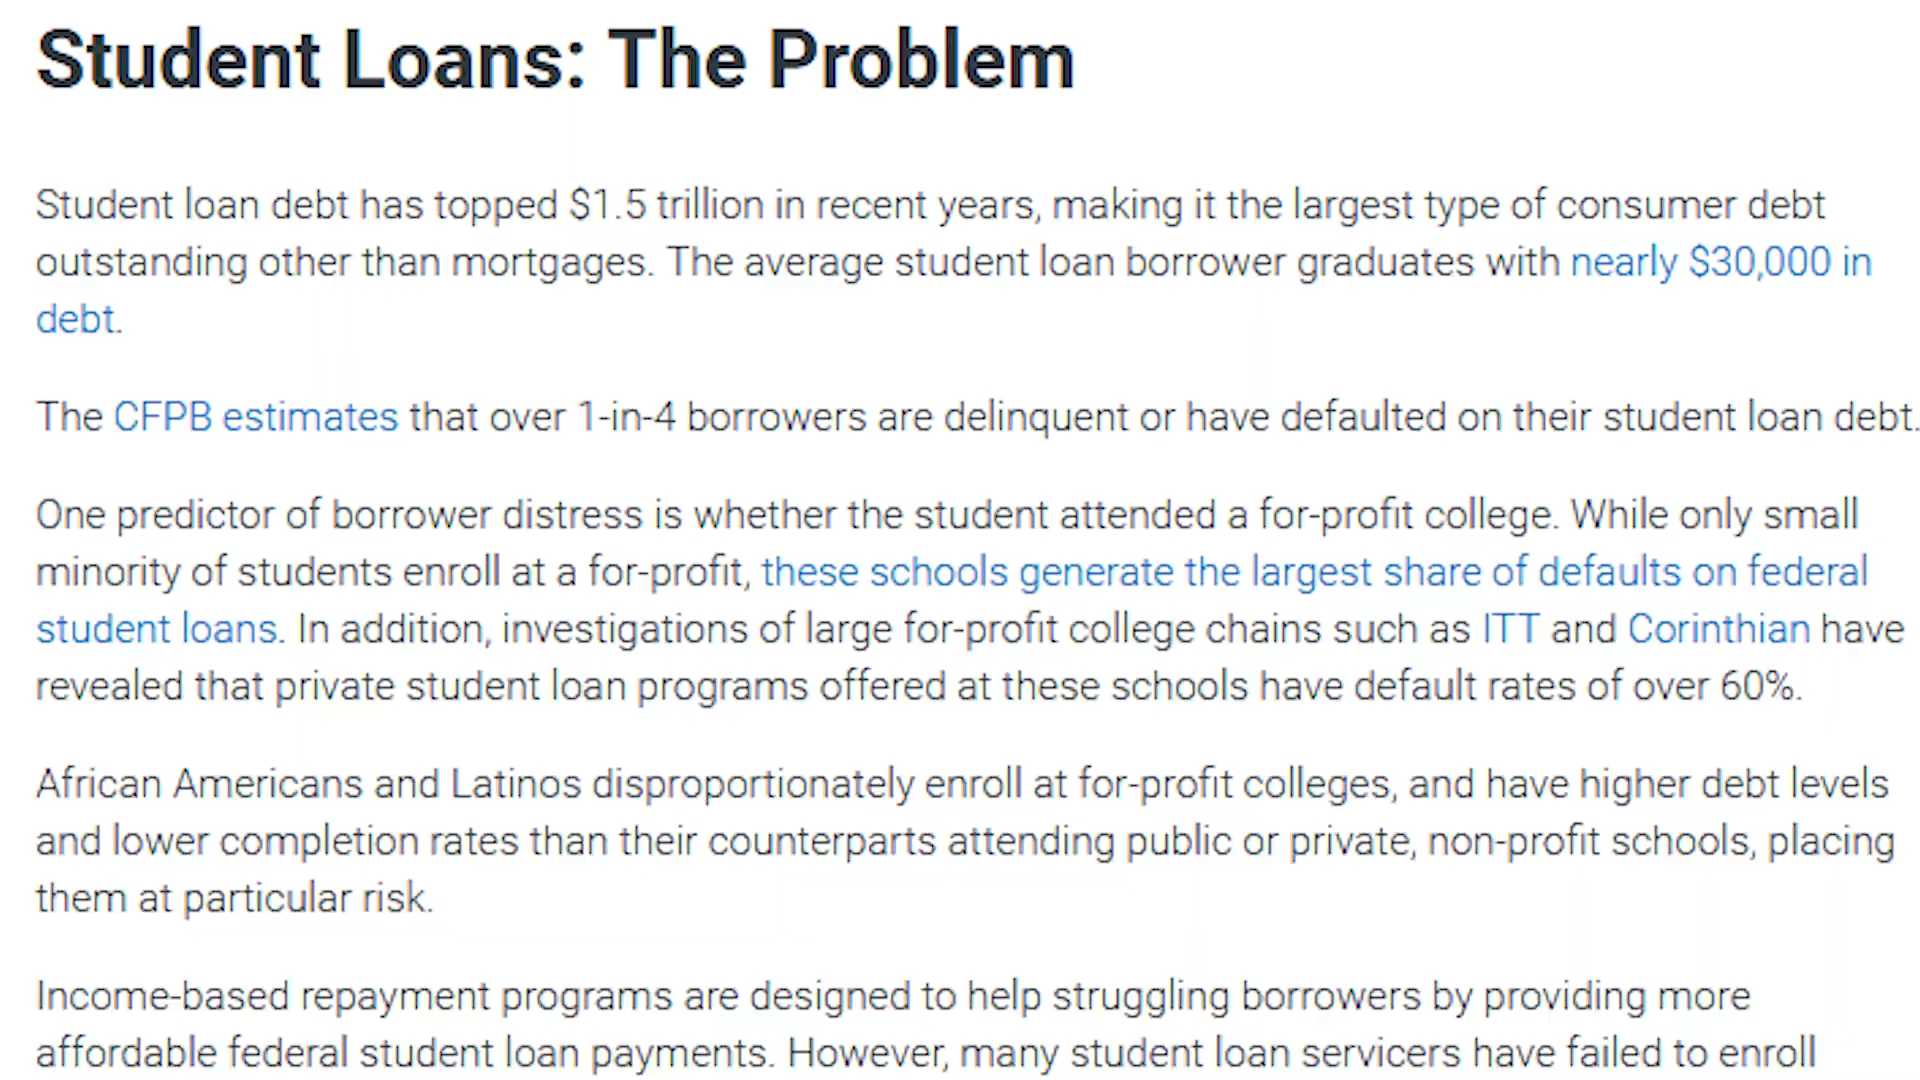 Student Loans: The Problem
Student loan debt has topped $1.5 trillion in recent years, making it the largest type of consumer debt
outstanding other than mortgages. The average student loan borrower graduates with nearly $30,000 in
debt.
The CFPB estimates that over 1-in-4 borrowers are delinquent or have defaulted on their student loan debt.
One predictor of borrower distress is whether the student attended a for-profit college. While only small
minority of students enroll at a for-profit, these schools generate the largest share of defaults on federal
student loans. In addition, investigations of large for-profit college chains such as ITT and Corinthian have
revealed that private student loan programs offered at these schools have default rates of over 60%.
African Americans and Latinos disproportionately enroll at for-profit colleges, and have higher debt levels
and lower completion rates than their counterparts attending public or private, non-profit schools, placing
them at particular risk.
Income-based repayment programs are designed to help struggling borrowers by providing more
affordable federal student loan payments. However, many student loan servicers have failed to enroll